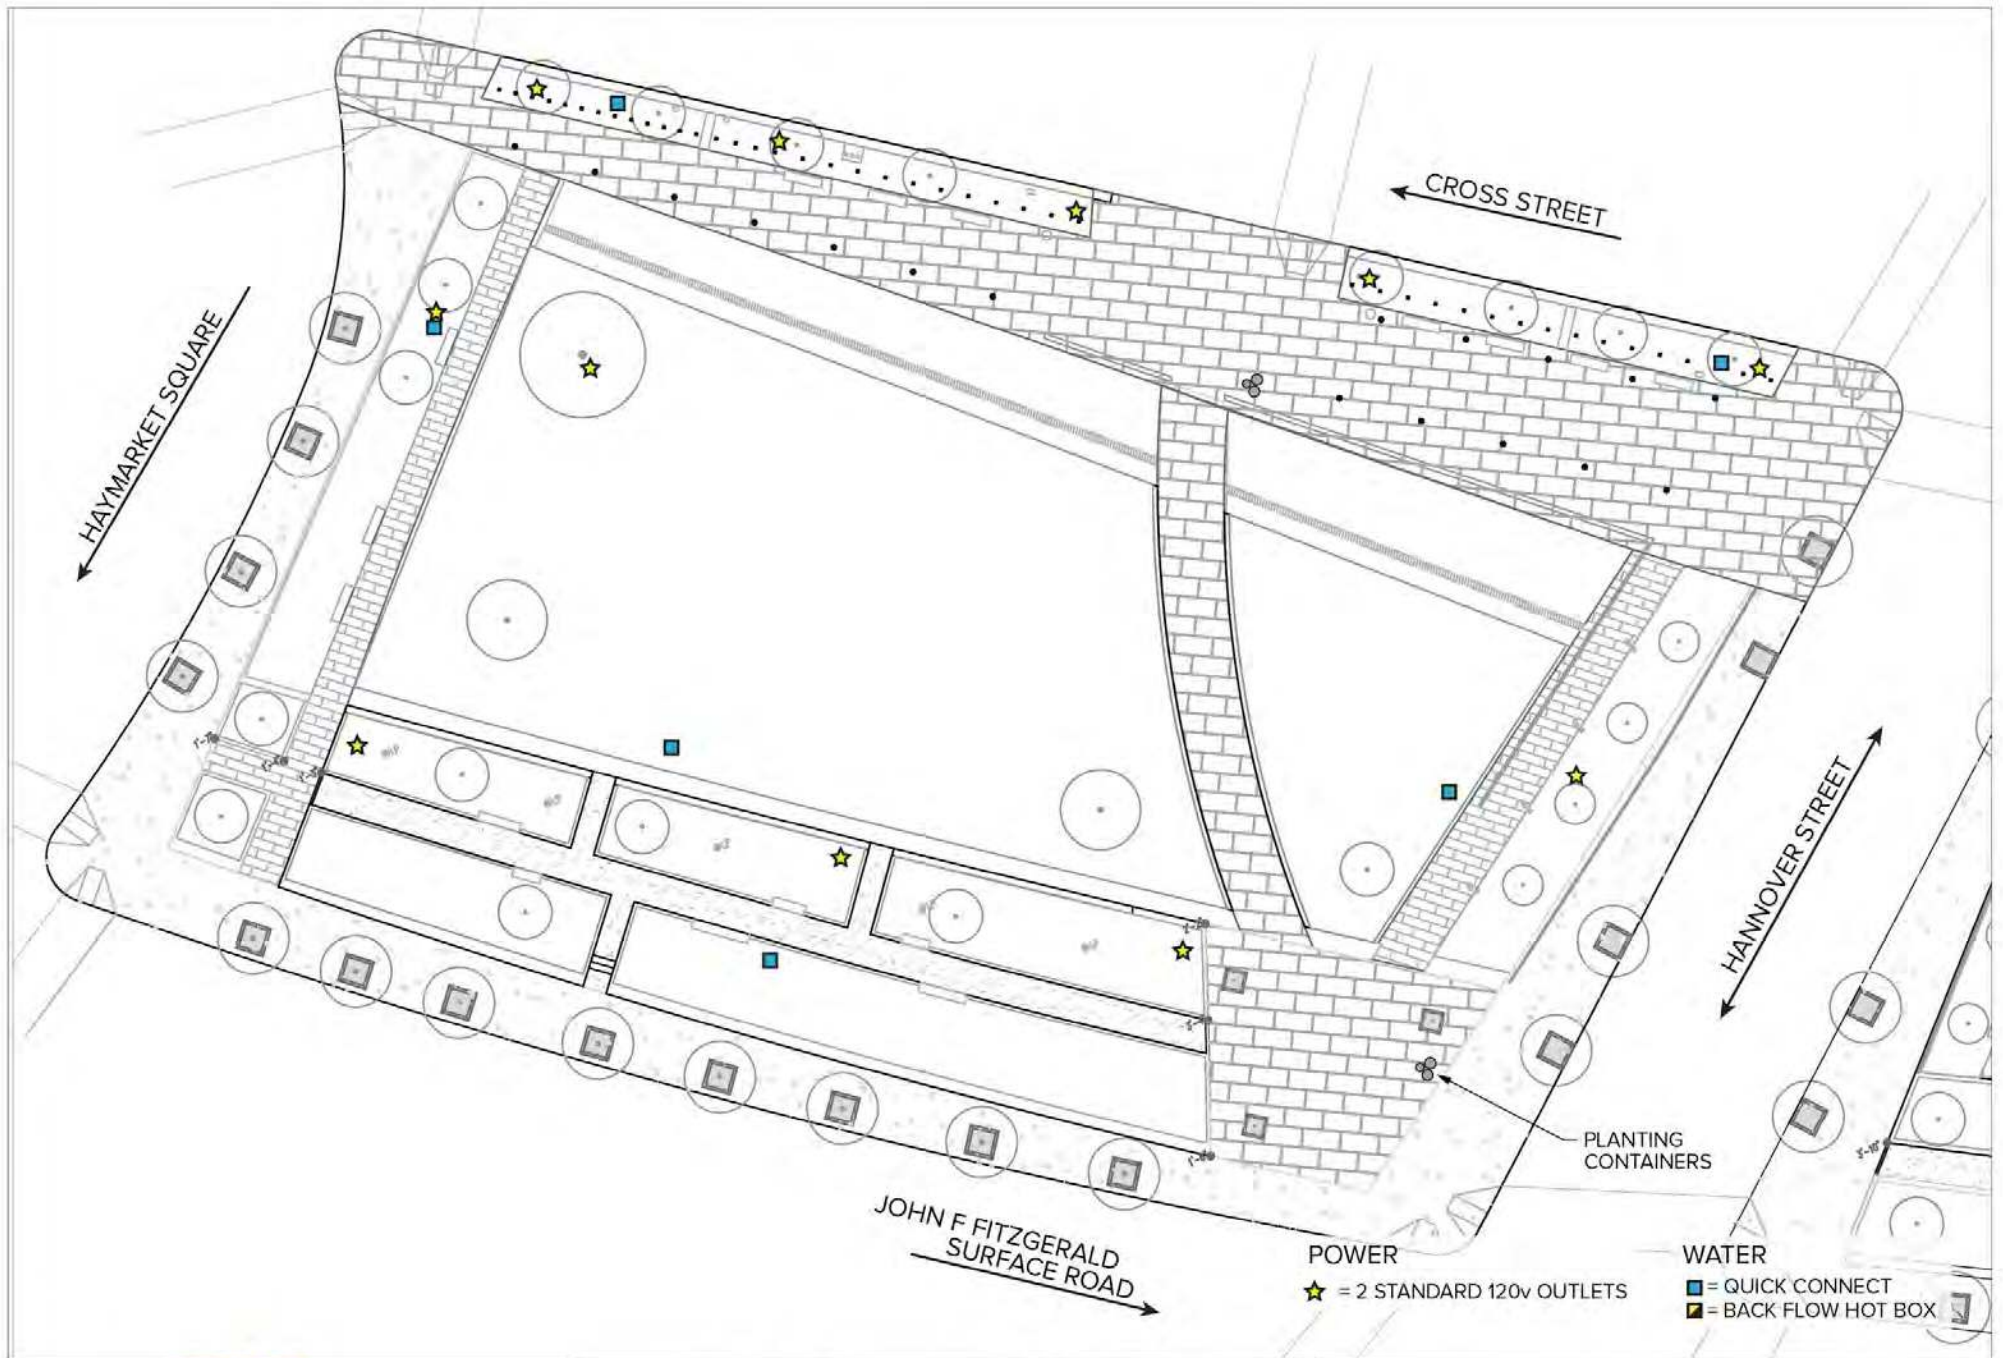 CROSS STREET
HAYMARKET SQUARE
HANNOVER STREET
PLANTING
CONTAINERS
JOHN F FITZGERALD
SURFACE ROAD
POWER
= 2 STANDARD 120v OUTLETS
WATER
= QUICK CONNECT
= BACK FLOW HOT BOX